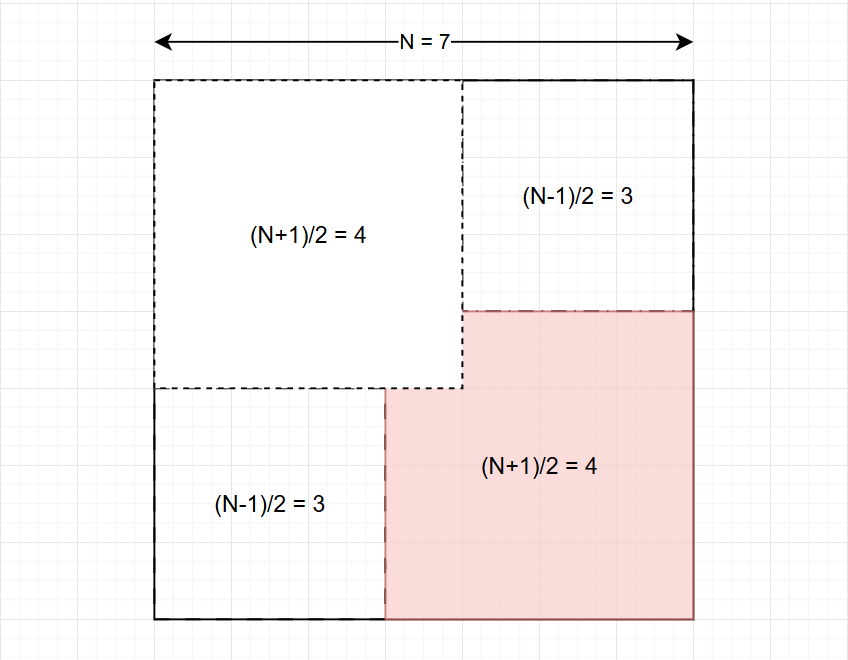 N = 7
(N-1)/2 = 3
(N+1)/2 = 4
(N+1)/2 = 4
(N-1)/2 = 3